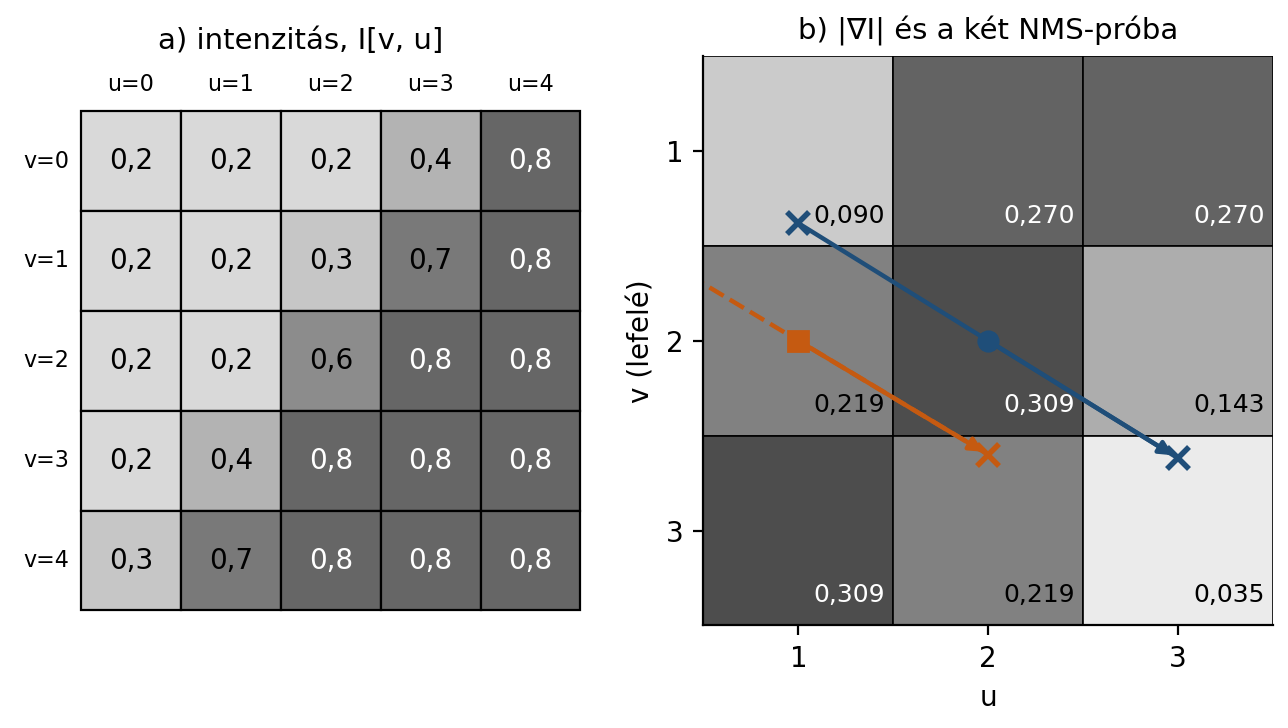 a) intenzitás, I[v, u]
u=0 u=1 u=2 u=3 u=4
v=0 0,2 0,2 0,2 0,4 0,8
v=1 0,2 0,2 0,3 0,7 0,8
v=2 0,2 0,2 0,6 0,8 0,8
v=3 0,2 0,4 0,8 0,8 0,8
v=4 0,3 0,7 0,8 0,8 0,8
b) |∇I| és a két NMS-próba
v (lefelé)
1
0,090 0,270 0,270
2
0,219 0,309 0,143
3
0,309 0,219 0,035
1 2 3
u